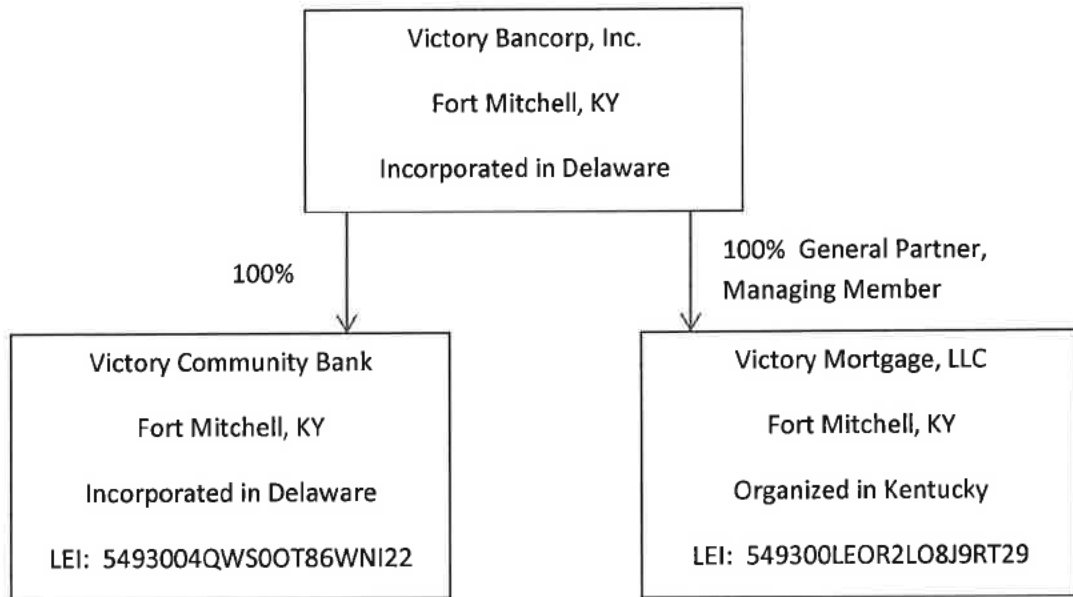 Victory Bancorp, Inc.
Fort Mitchell, KY
Incorporated in Delaware
100%
100% General Partner,
Managing Member
Victory Community Bank
Fort Mitchell, KY
Incorporated in Delaware
LEI: 5493004QWS0OT86WNI22
Victory Mortgage, LLC
Fort Mitchell, KY
Organized in Kentucky
LEI: 549300LEOR2LO8J9RT29